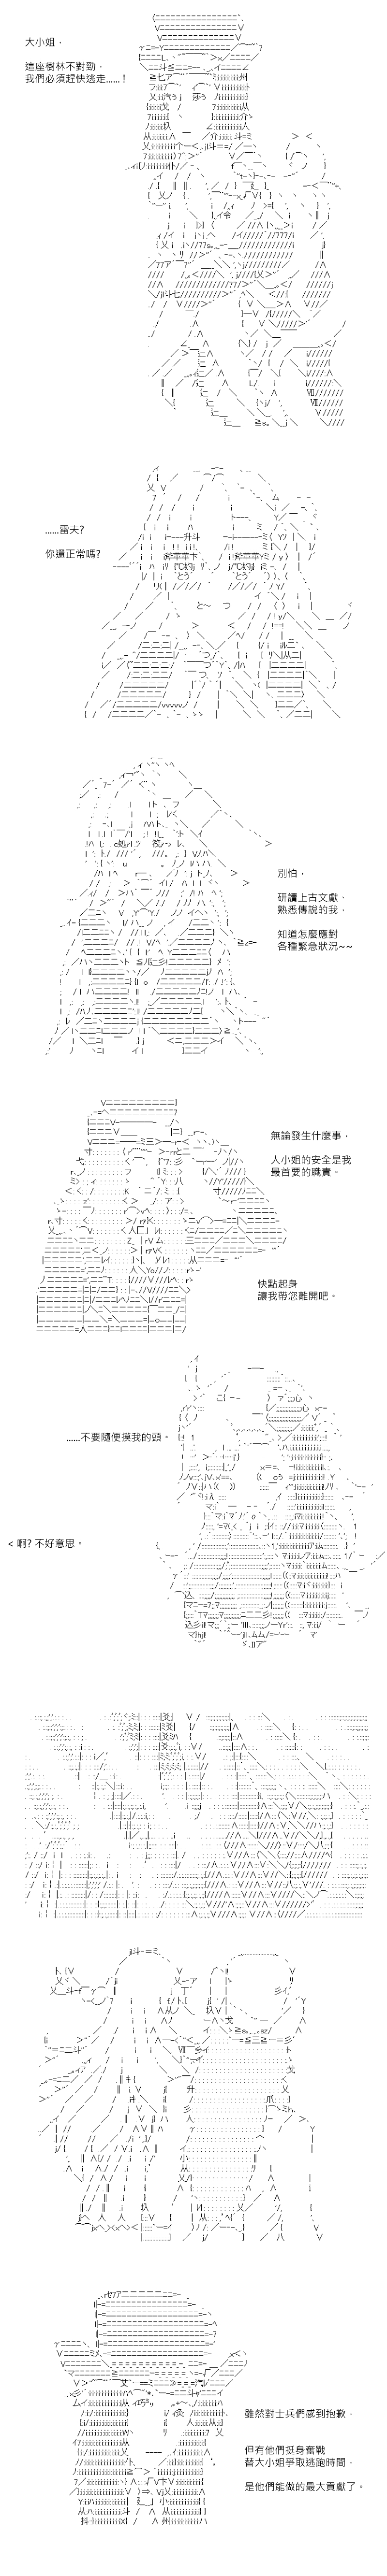 大小姐．
這座樹林不對勁．
我們必須趕快逃走......！
......雷夫?
你還正常嗎?
別怕．
研讀上古文獻．
熟悉傳說的我．
知道怎麼應對
各種緊急狀況~~
無論發生什麼事．
大小姐的安全是我
最首要的職責。
快點起身
讓我帶您離開吧。
......不要隨便摸我的頭。
< 啊? 不好意思。
雖然對士兵們感到抱歉．
但有他們挺身奮戰
替大小姐爭取逃跑時間．
是他們能做的最大貢獻了。